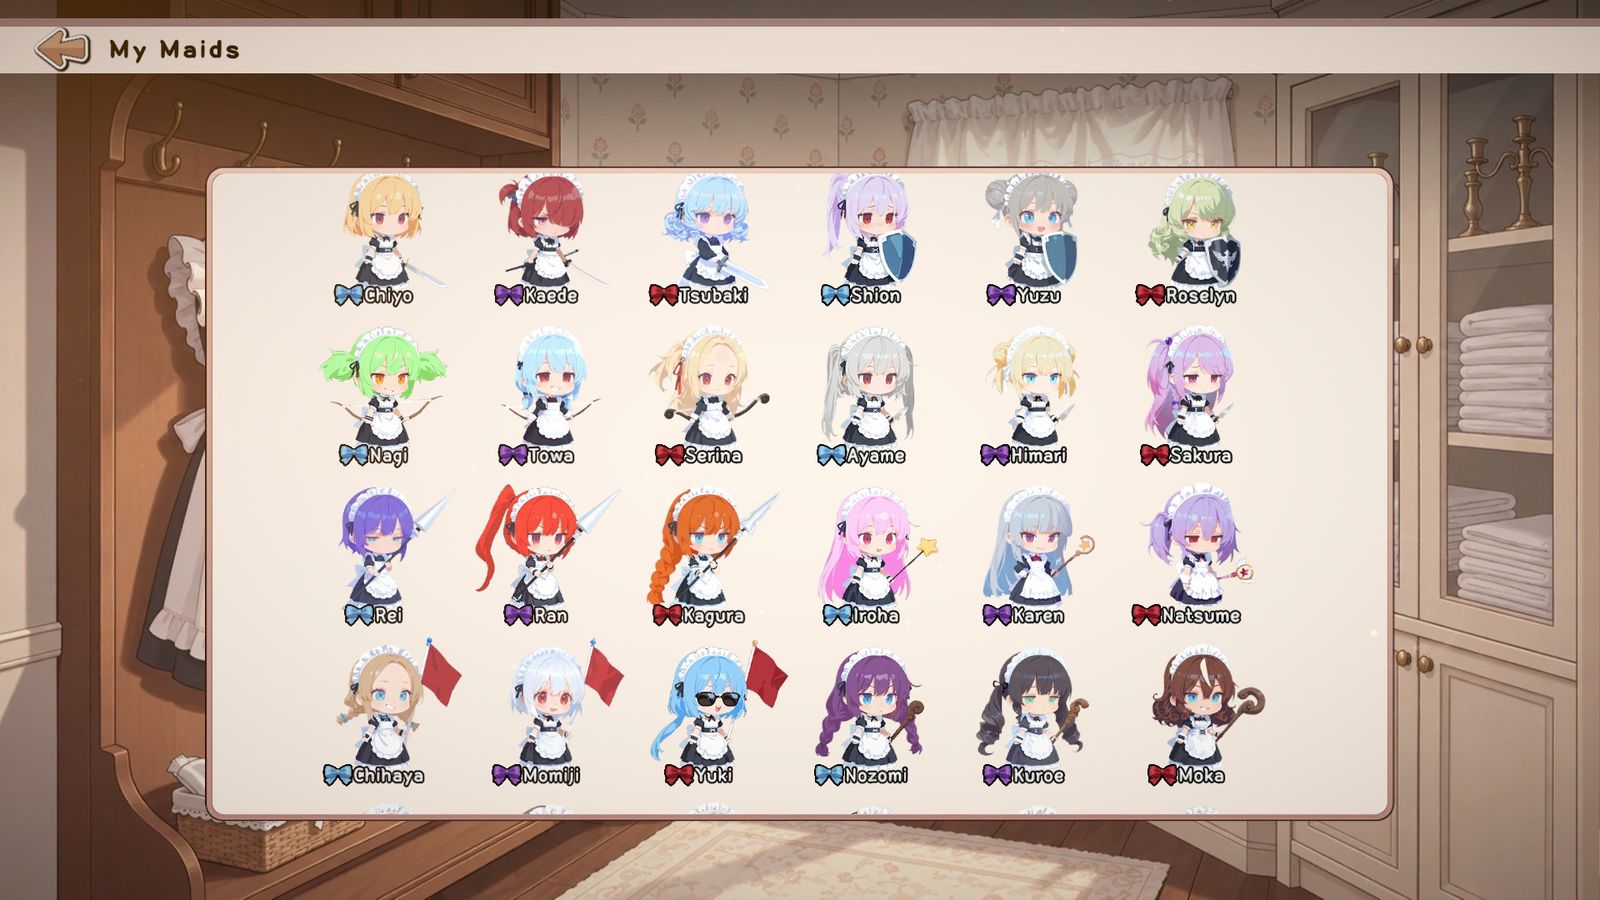 My Maids
Chiyo
Kaede
Tsubaki
Shion
Yuzu
Roselyn
Nagi
Towa
Serina
Ayame
Himari
Sakura
Rei
Ran
Kagura
Iroha
Karen
Natsume
Chihaya
Momiji
Yuki
Nozomi
Kuroe
Moka